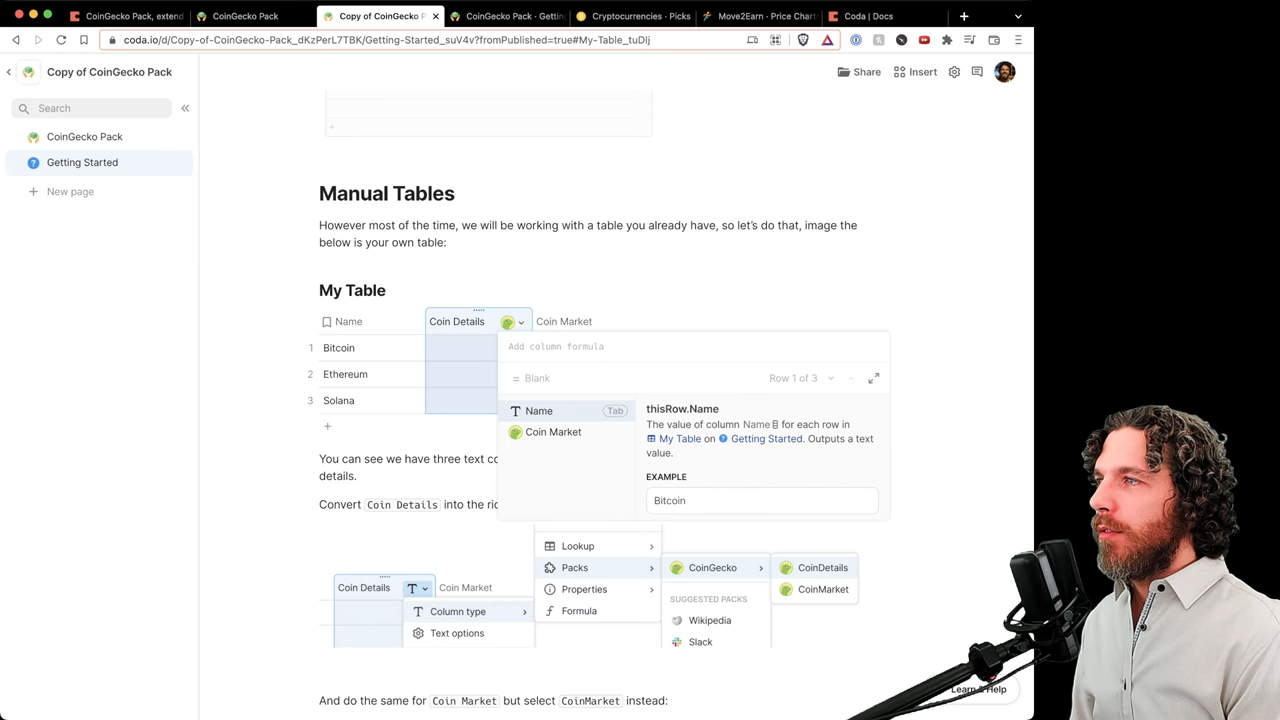 CoinGecko Pack, extend
CoinGecko Pack
Copy of CoinGecko P
CoinGecko Pack · Gettin
Cryptocurrencies · Picks
Move2Earn · Price Chart
Coda | Docs
coda.io/d/Copy-of-CoinGecko-Pack_dKzPerL7TBK/Getting-Started_suV4v?fromPublished=true#My-Table_tuDIj
Copy of CoinGecko Pack
Share
Insert
Search
CoinGecko Pack
Getting Started
New page
Manual Tables
However most of the time, we will be working with a table you already have, so let's do that, image the
below is your own table:
My Table
Name
Coin Details
Coin Market
1 Bitcoin
2 Ethereum
3 Solana
Add column formula
= Blank
Row 1 of 3
Name
Tab
Coin Market
thisRow.Name
The value of column Name for each row in
My Table on Getting Started. Outputs a text
value.
EXAMPLE
Bitcoin
You can see we have three text co
details.
Convert Coin Details into the ric
Lookup
Packs
Properties
Formula
CoinGecko
SUGGESTED PACKS
Wikipedia
Slack
CoinDetails
CoinMarket
Coin Details
Coin Market
Column type
Text options
And do the same for Coin Market but select CoinMarket instead:
Learn & Help